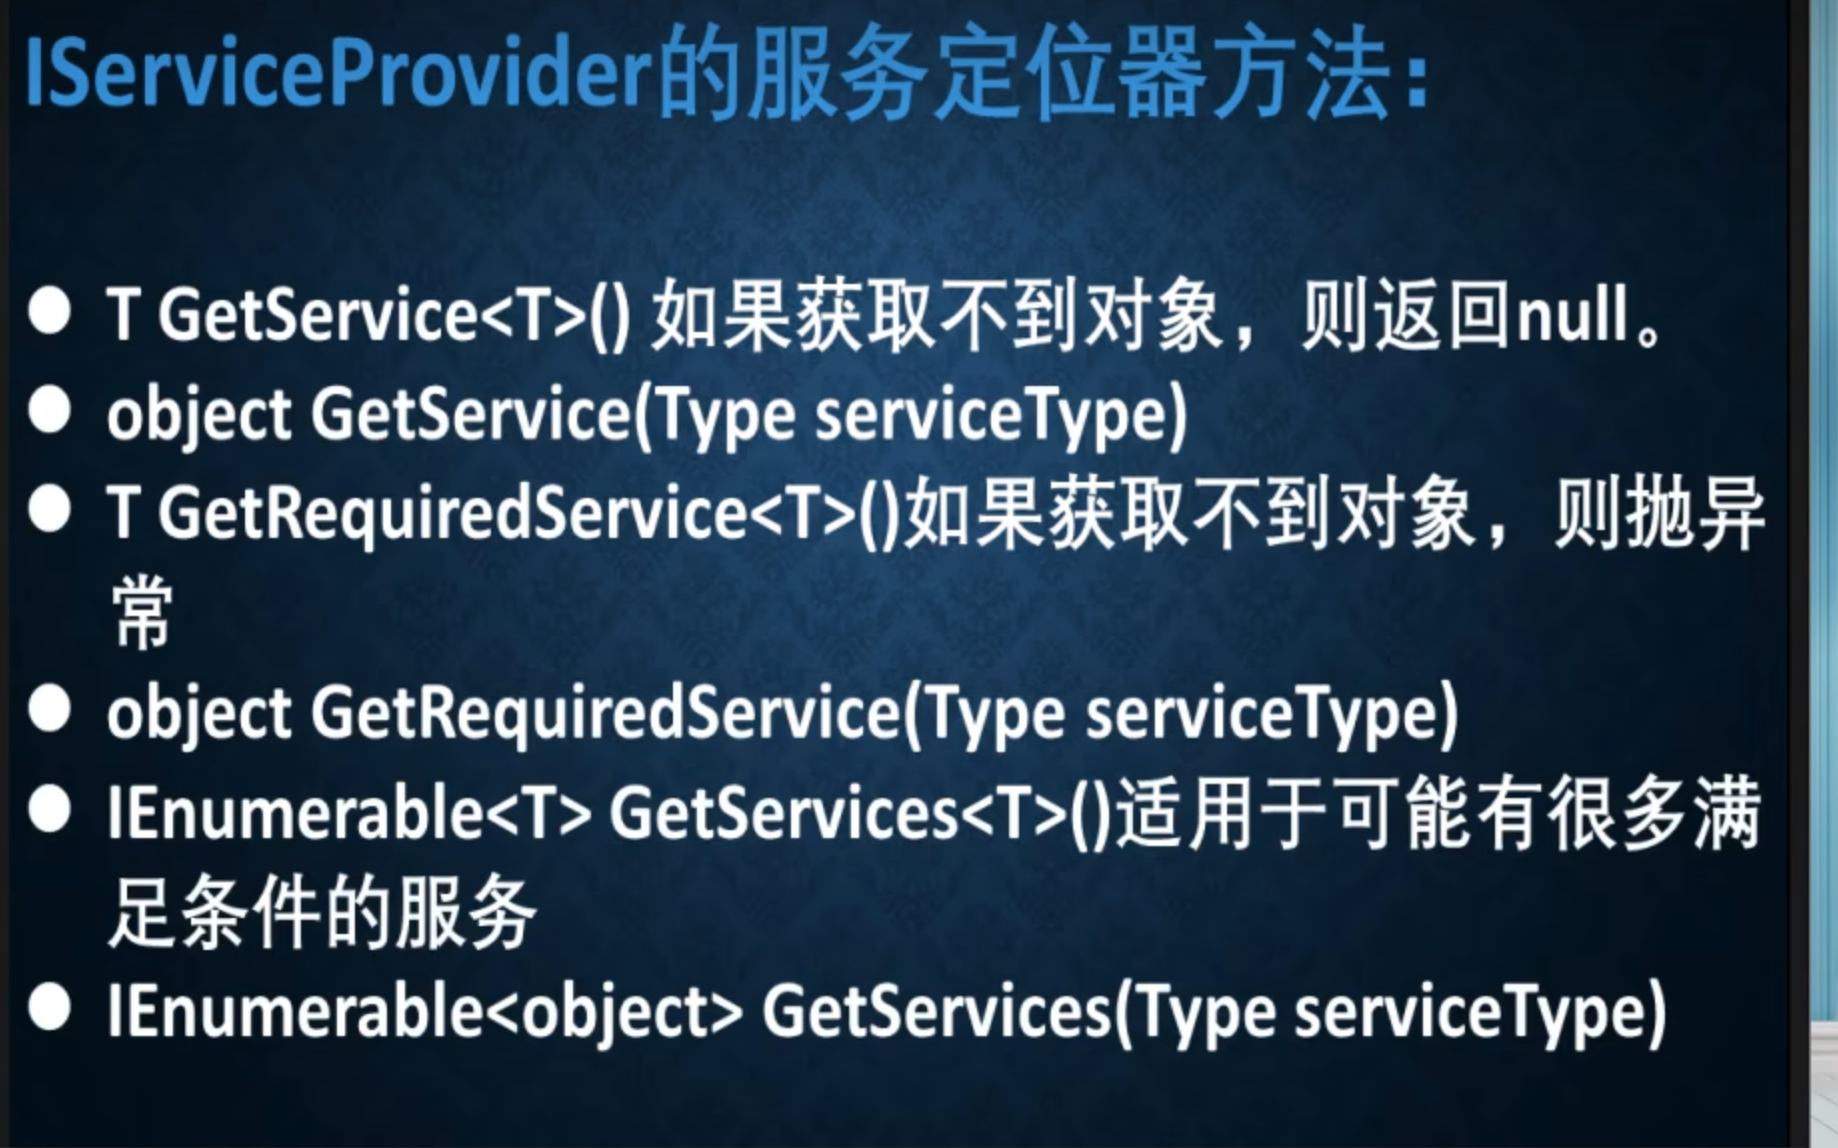 IServiceProvider的服务定位器方法：
● T GetService<T>() 如果获取不到对象，则返回null。
● object GetService(Type serviceType)
● T GetRequiredService<T>()如果获取不到对象，则抛异
常
● object GetRequiredService(Type serviceType)
● IEnumerable<T> GetServices<T>()适用于可能有很多满
足条件的服务
● IEnumerable<object> GetServices(Type serviceType)